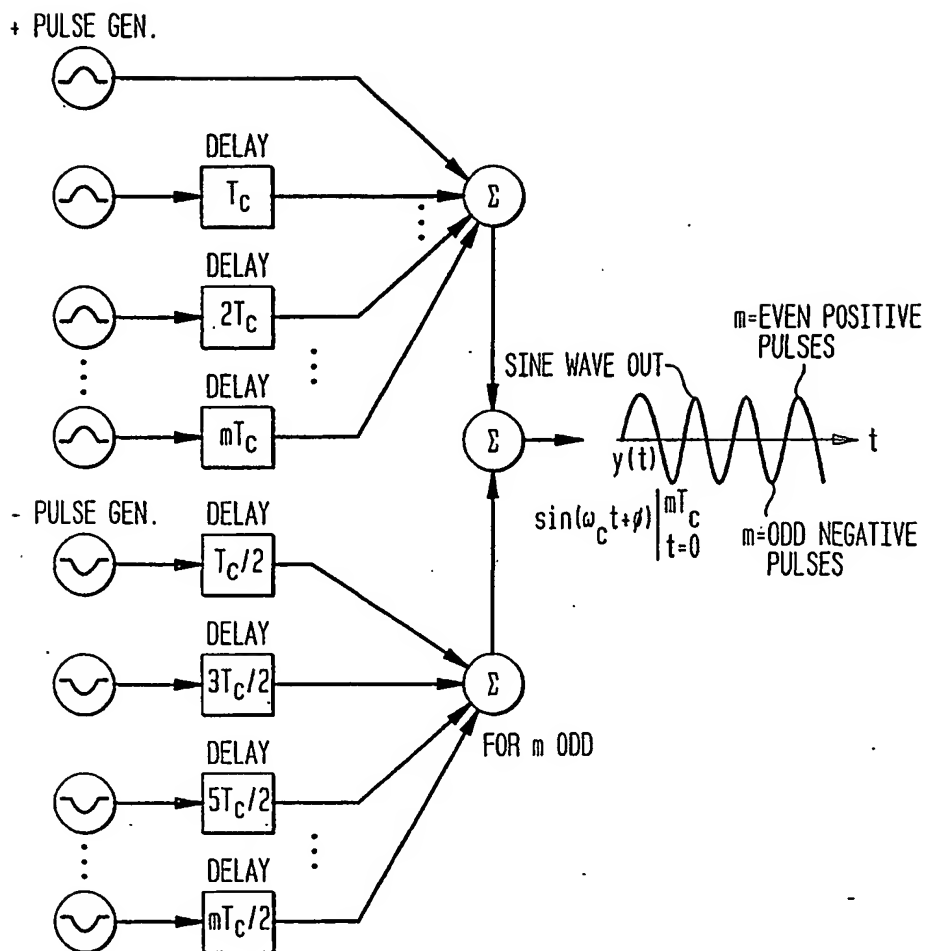 + PULSE GEN.
DELAY
T_C
Σ
DELAY
2T_C
DELAY
mT_C
m=EVEN POSITIVE
PULSES
SINE WAVE OUT
Σ
t
y(t)
sin(ω_c t+ø)|mT_c
t=0
m=ODD NEGATIVE
PULSES
- PULSE GEN.
DELAY
T_C/2
DELAY
3T_C/2
Σ
FOR m ODD
DELAY
5T_C/2
DELAY
mT_C/2